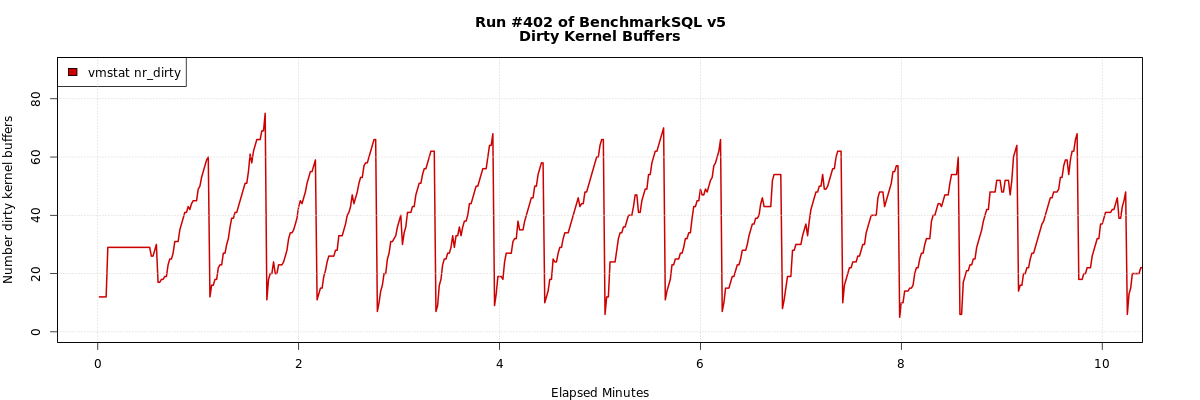 Run #402 of BenchmarkSQL v5
Dirty Kernel Buffers
vmstat nr_dirty
Number dirty kernel buffers
80
60
40
20
0
0 2 4 6 8 10
Elapsed Minutes